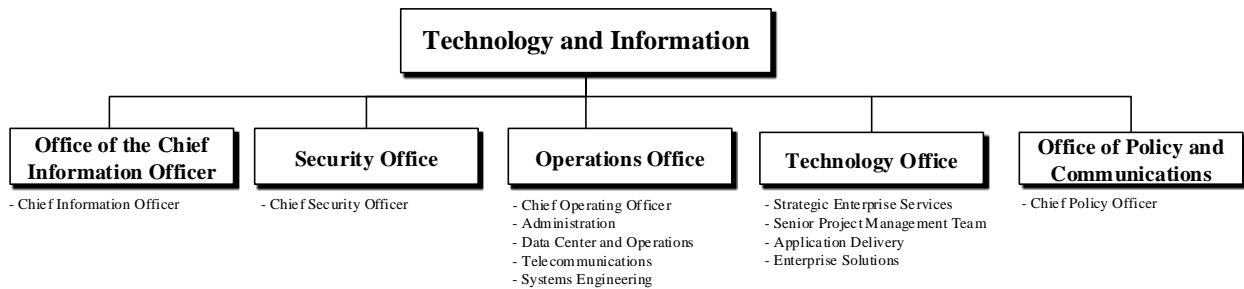 Technology and Information
Office of the Chief
Information Officer
- Chief Information Officer
Security Office
- Chief Security Officer
Operations Office
- Chief Operating Officer
- Administration
- Data Center and Operations
- Telecommunications
- Systems Engineering
Technology Office
- Strategic Enterprise Services
- Senior Project Management Team
- Application Delivery
- Enterprise Solutions
Office of Policy and
Communications
- Chief Policy Officer